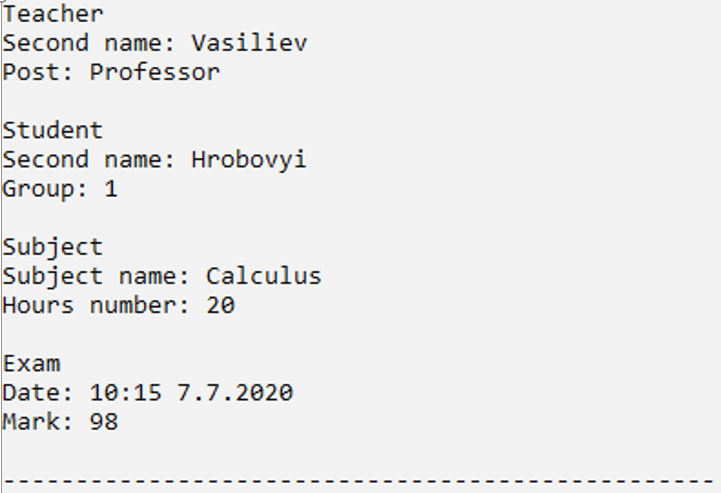 Teacher
Second name: Vasiliev
Post: Professor

Student
Second name: Hrobovyi
Group: 1

Subject
Subject name: Calculus
Hours number: 20

Exam
Date: 10:15 7.7.2020
Mark: 98

-------------------------------------------------